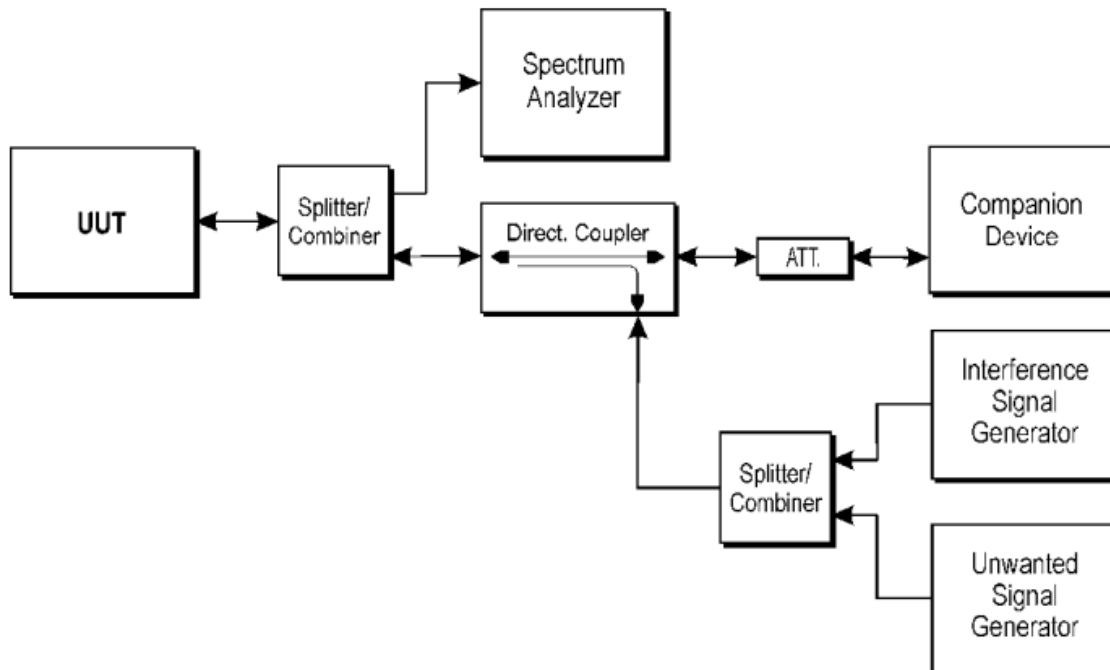 Spectrum
Analyzer
UUT
Splitter/
Combiner
Direct. Coupler
ATT.
Companion
Device
Interference
Signal
Generator
Splitter/
Combiner
Unwanted
Signal
Generator